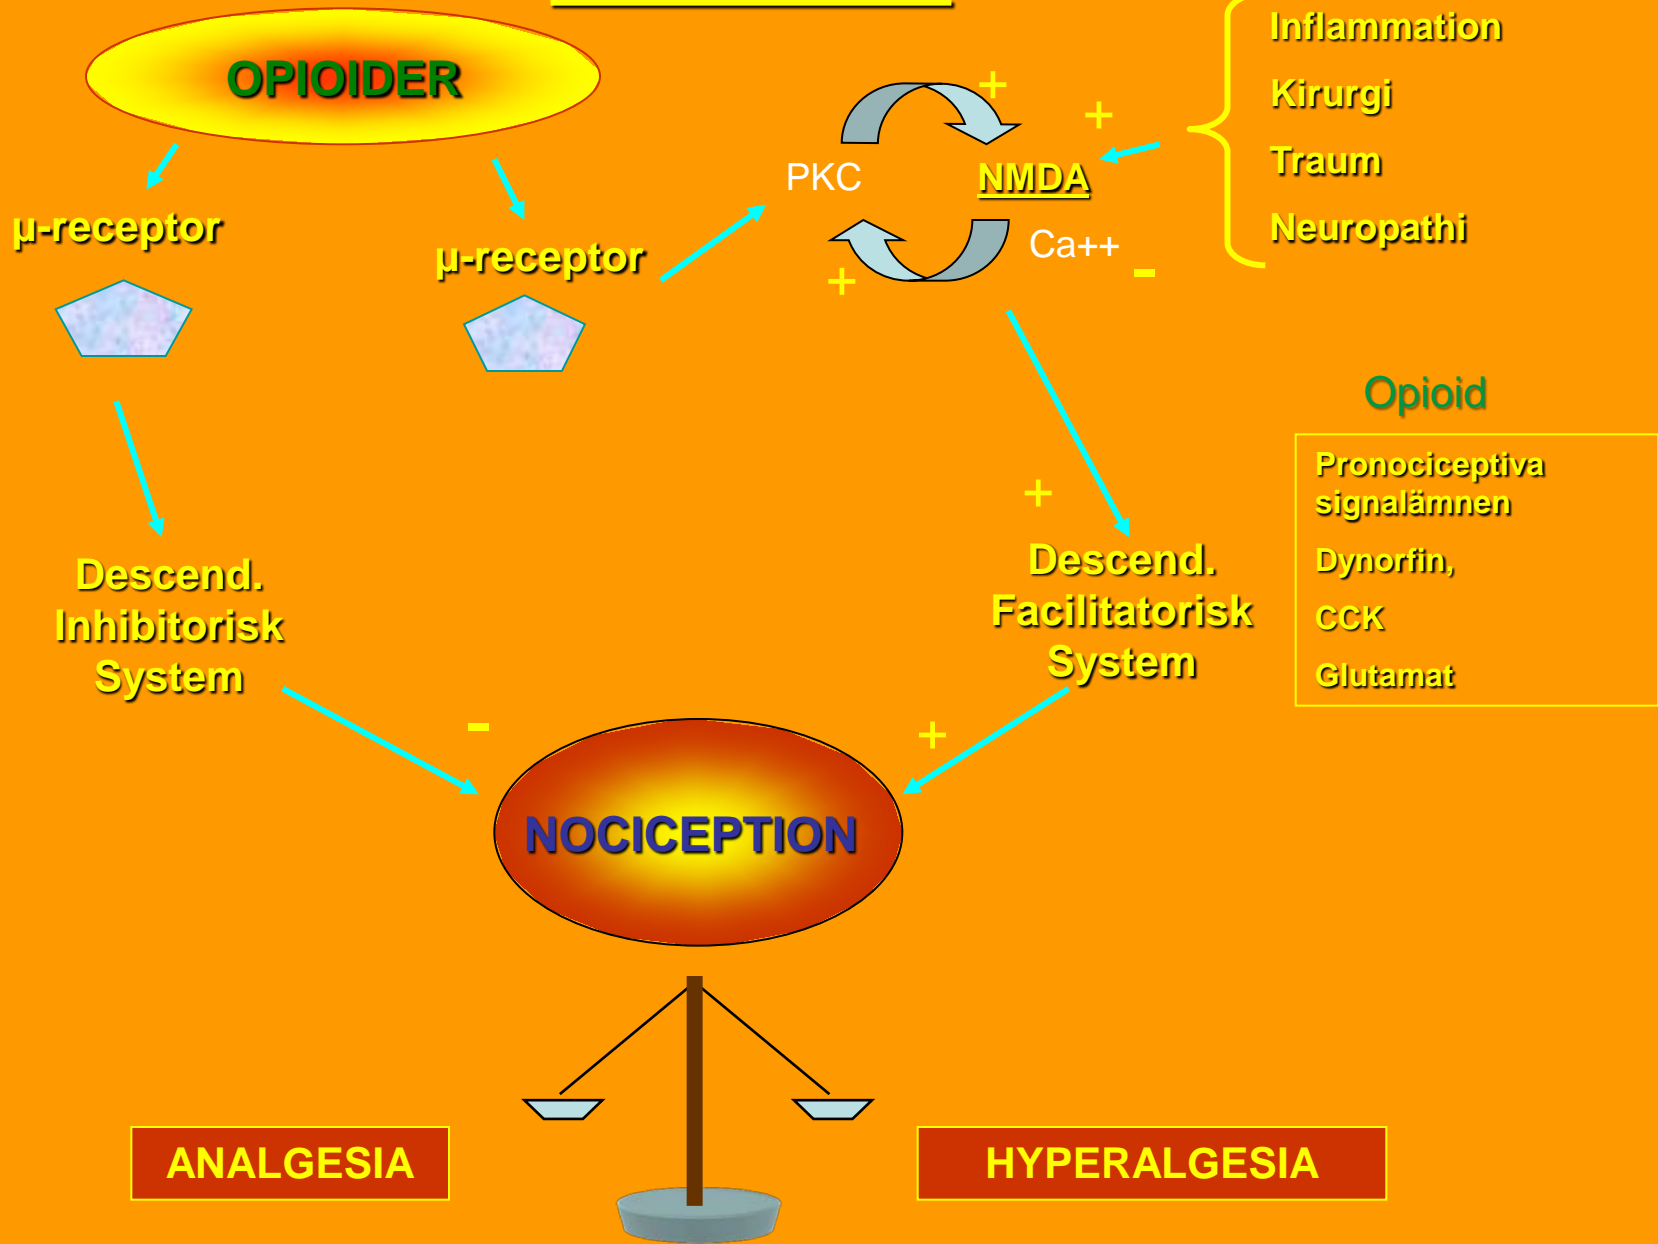 OPIOIDER
µ-receptor
µ-receptor
PKC
+
NMDA
+
Ca++
+
-
Inflammation
Kirurgi
Traum
Neuropathi
Opioid
Pronociceptiva
signalämnen
Dynorfin,
CCK
Glutamat
Descend.
Inhibitorisk
System
+
Descend.
Facilitatorisk
System
-
+
NOCICEPTION
ANALGESIA
HYPERALGESIA